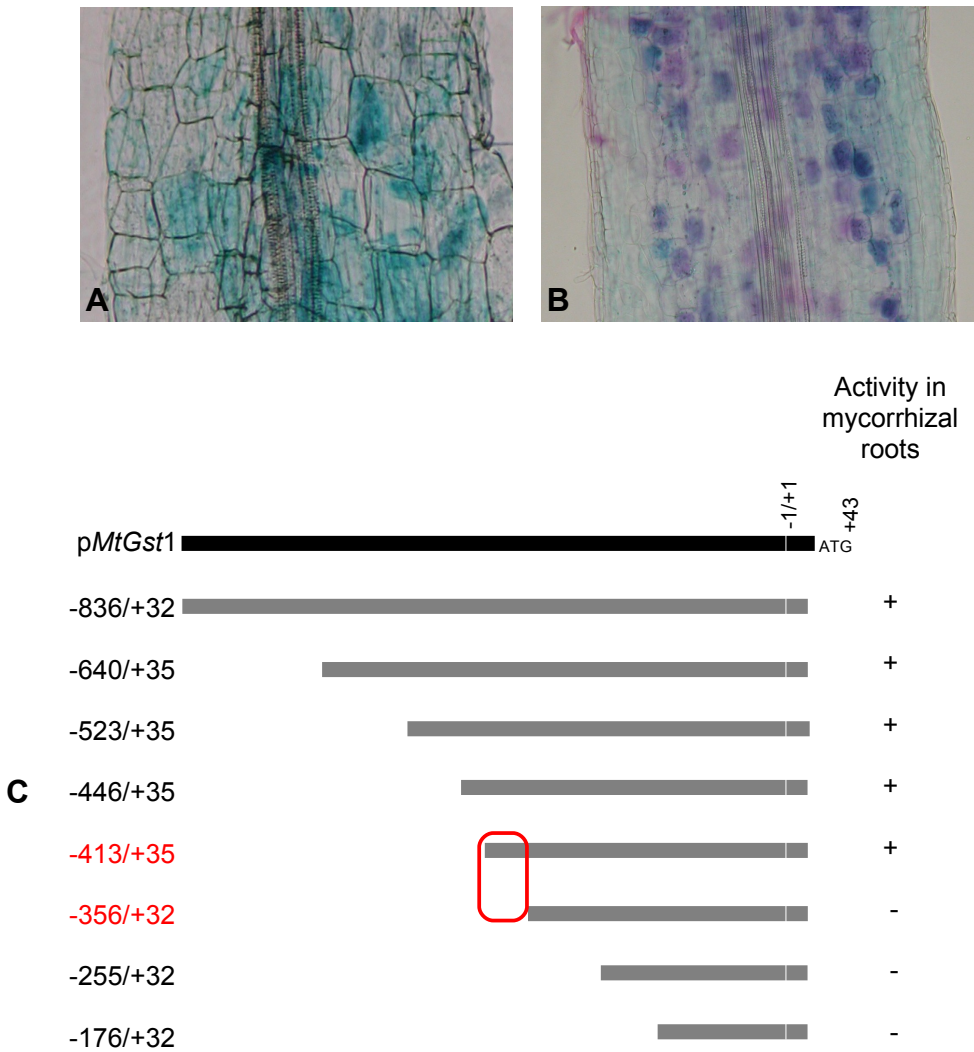 A
B
Activity in
mycorrhizal
roots
-1/+1
+43
pMtGst1
ATG
-836/+32
+
-640/+35
+
-523/+35
+
C
-446/+35
+
-413/+35
+
-356/+32
-
-255/+32
-
-176/+32
-